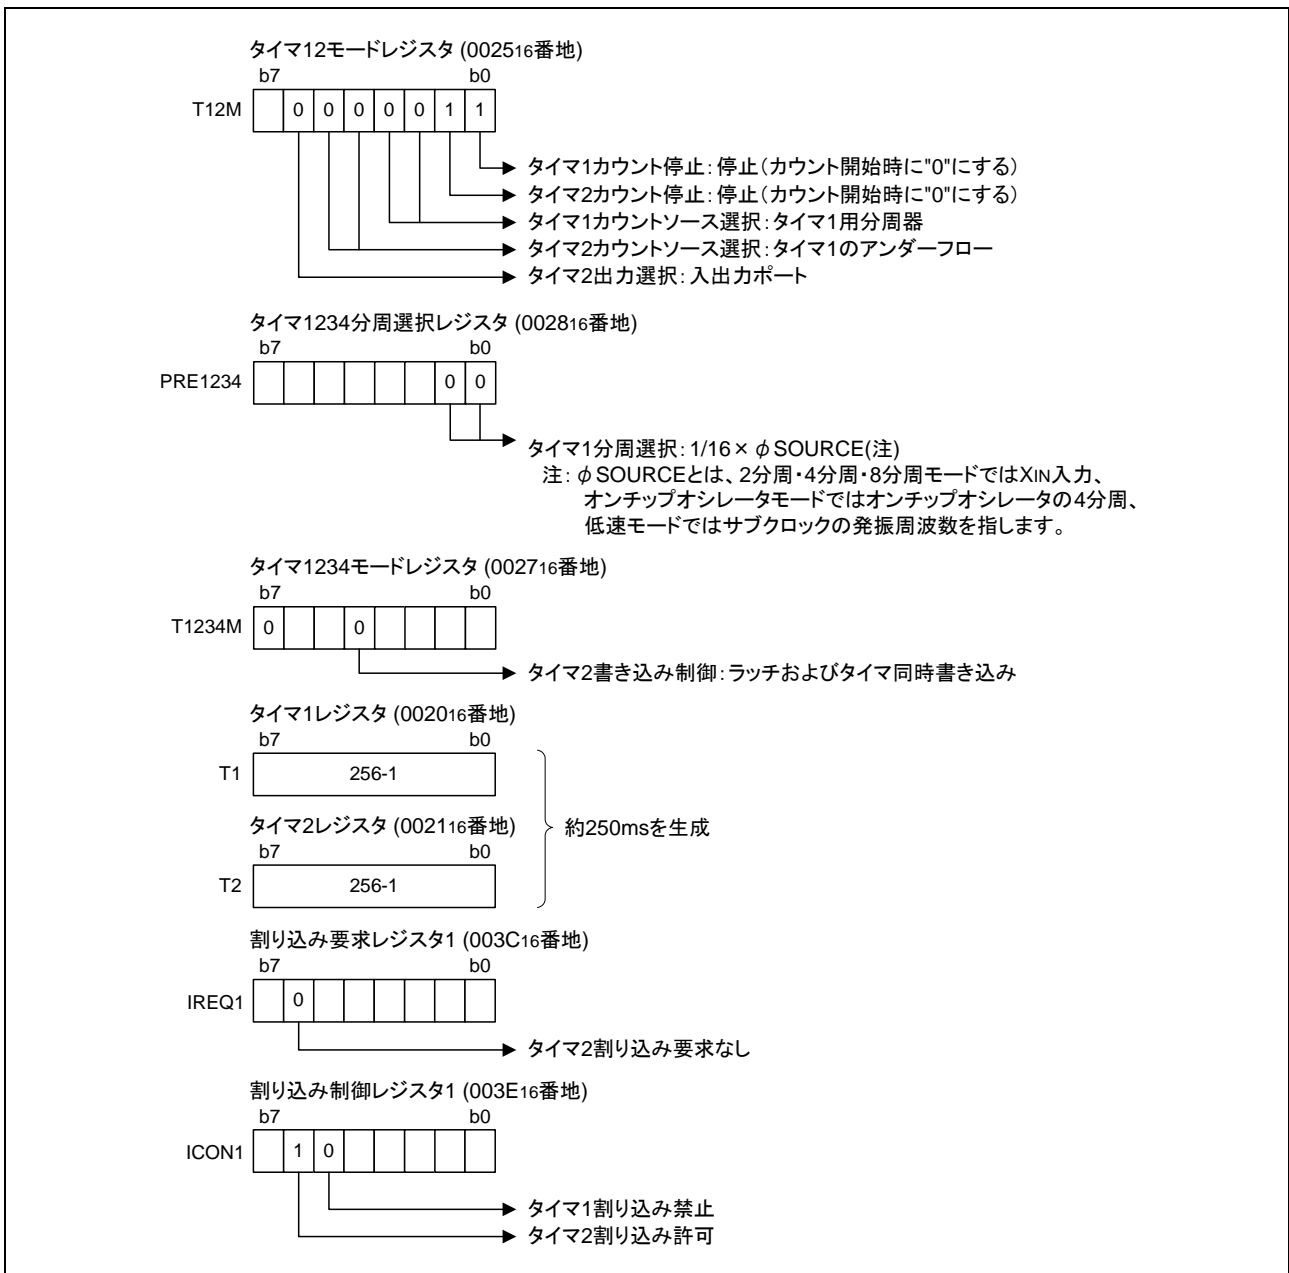 タイマ12モードレジスタ (002516番地)
b7 b0
T12M 0 0 0 0 0 1 1
タイマ1カウント停止：停止（カウント開始時に"0"にする）
タイマ2カウント停止：停止（カウント開始時に"0"にする）
タイマ1カウントソース選択：タイマ1用分周器
タイマ2カウントソース選択：タイマ1のアンダーフロー
タイマ2出力選択：入出力ポート
タイマ1234分周選択レジスタ (002816番地)
b7 b0
PRE1234 0 0
タイマ1分周選択：1/16×φSOURCE(注)
注：φSOURCEとは、2分周・4分周・8分周モードではXIN入力、
オンチップオシレータモードではオンチップオシレータの4分周、
低速モードではサブクロックの発振周波数を指します。
タイマ1234モードレジスタ (002716番地)
b7 b0
T1234M 0 0
タイマ2書き込み制御：ラッチおよびタイマ同時書き込み
タイマ1レジスタ (002016番地)
b7 b0
T1 256-1
タイマ2レジスタ (002116番地)
約250msを生成
b7 b0
T2 256-1
割り込み要求レジスタ1 (003C16番地)
b7 b0
IREQ1 0
タイマ2割り込み要求なし
割り込み制御レジスタ1 (003E16番地)
b7 b0
ICON1 1 0
タイマ1割り込み禁止
タイマ2割り込み許可